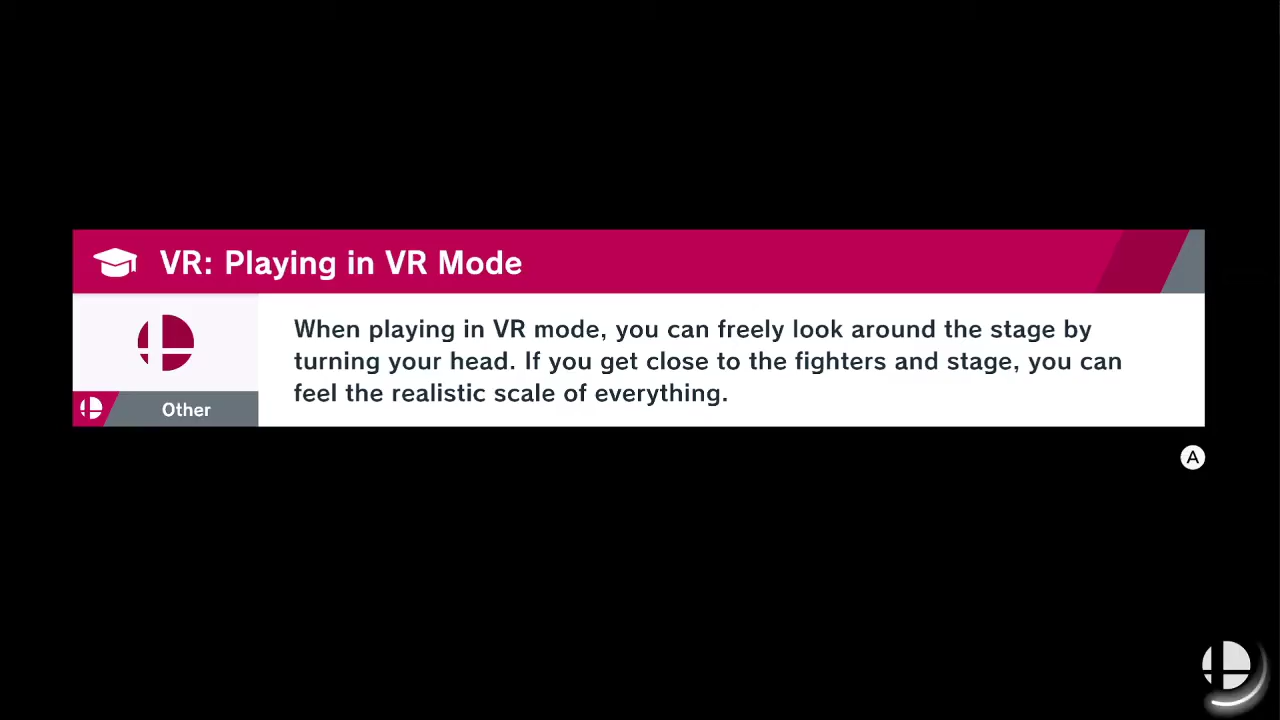 VR: Playing in VR Mode
When playing in VR mode, you can freely look around the stage by
turning your head. If you get close to the fighters and stage, you can
feel the realistic scale of everything.
Other
A